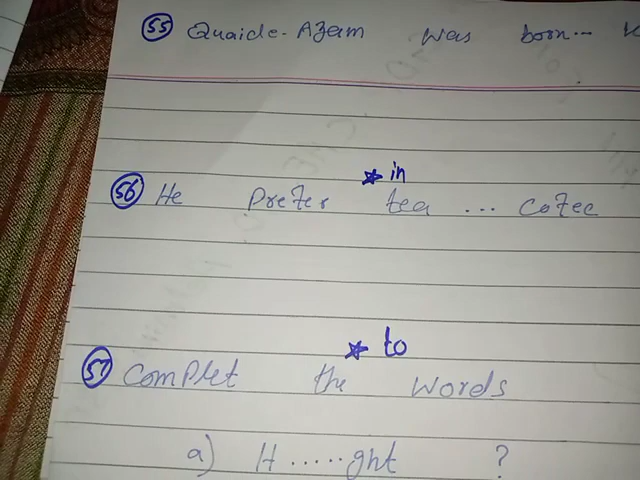 55 Quaide-Azam was born...
* in
56 He Prefer tea ... Cofee
* to
57 Complet the Words
a) H.....ght ?